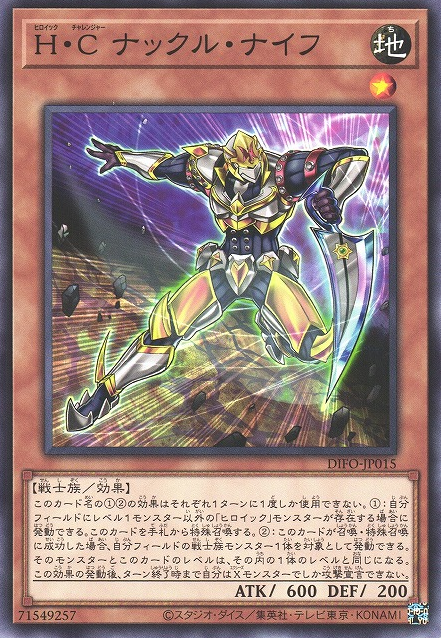 H・C ナックル・ナイフ
ヒロイック チャレンジャー
地
ち
DIFO-JP015
【戦士族／効果】
このカード名の①②の効果はそれぞれ1ターンに1度しか使用できない。①：自分
フィールドにレベル1モンスター以外の「ヒロイック」モンスターが存在する場合に
発動できる。このカードを手札から特殊召喚する。②：このカードが召喚・特殊召喚
に成功した場合、自分フィールドの戦士族モンスター1体を対象として発動できる。
そのモンスターとこのカードのレベルは、その内の1体のレベルと同じになる。
この効果の発動後、ターン終了時まで自分はXモンスターでしか攻撃宣言できない。
ATK/ 600 DEF/ 200
71549257
©スタジオ・ダイス／集英社・テレビ東京・KONAMI